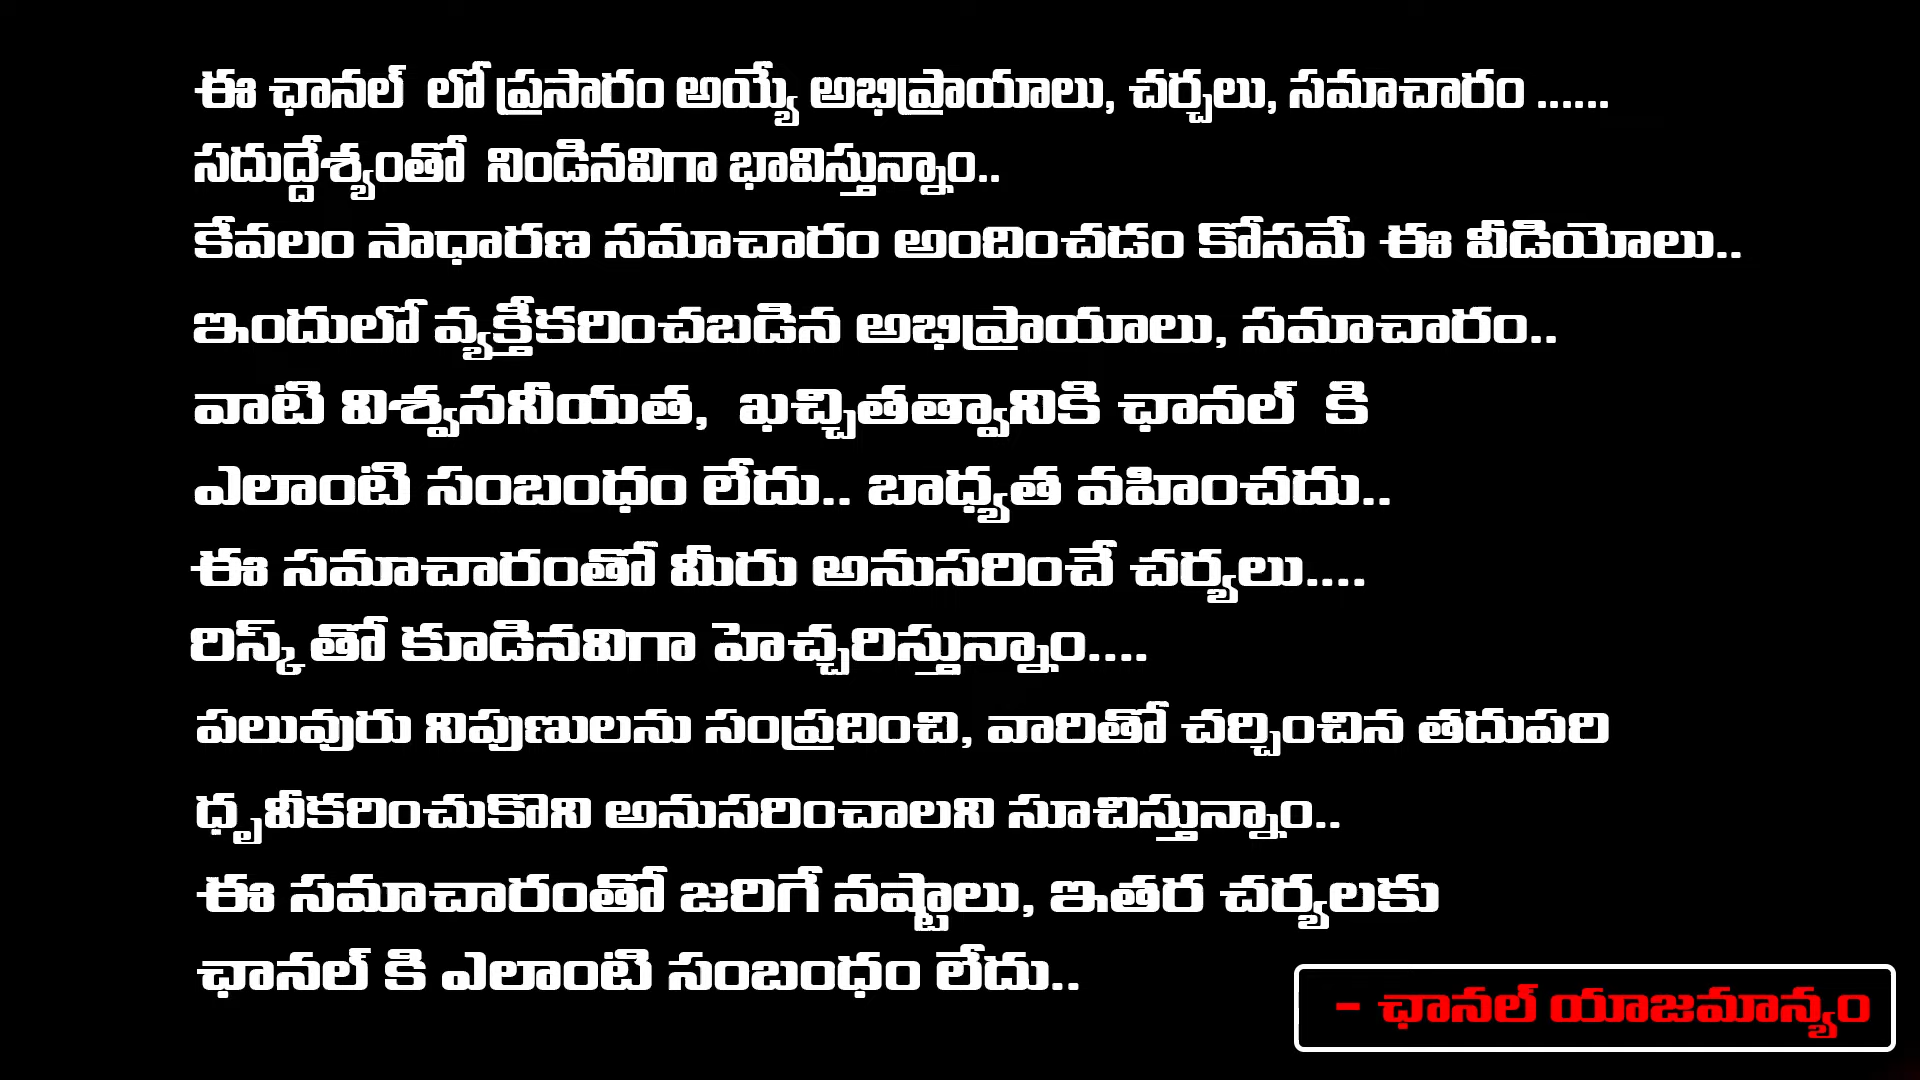 ఈ ఛానల్ లో ప్రసారం అయ్యే అభిప్రాయాలు, చర్చలు, సమాచారం ......
సదుద్దేశ్యంతో నిండినవిగా భావిస్తున్నాం..
కేవలం సాధారణ సమాచారం అందించడం కోసమే ఈ వీడియోలు..
ఇందులో వ్యక్తీకరించబడిన అభిప్రాయాలు, సమాచారం..
వాటి విశ్వసనీయత, ఖచ్చితత్వానికి ఛానల్ కి
ఎలాంటి సంబంధం లేదు.. బాధ్యత వహించదు..
ఈ సమాచారంతో మీరు అనుసరించే చర్యలు....
రిస్క్ తో కూడినవిగా హెచ్చరిస్తున్నాం....
పలువురు నిపుణులను సంప్రదించి, వారితో చర్చించిన తదుపరి
ధృవీకరించుకొని అనుసరించాలని సూచిస్తున్నాం..
ఈ సమాచారంతో జరిగే నష్టాలు, ఇతర చర్యలకు
ఛానల్ కి ఎలాంటి సంబంధం లేదు..
- ఛానల్ యాజమాన్యం